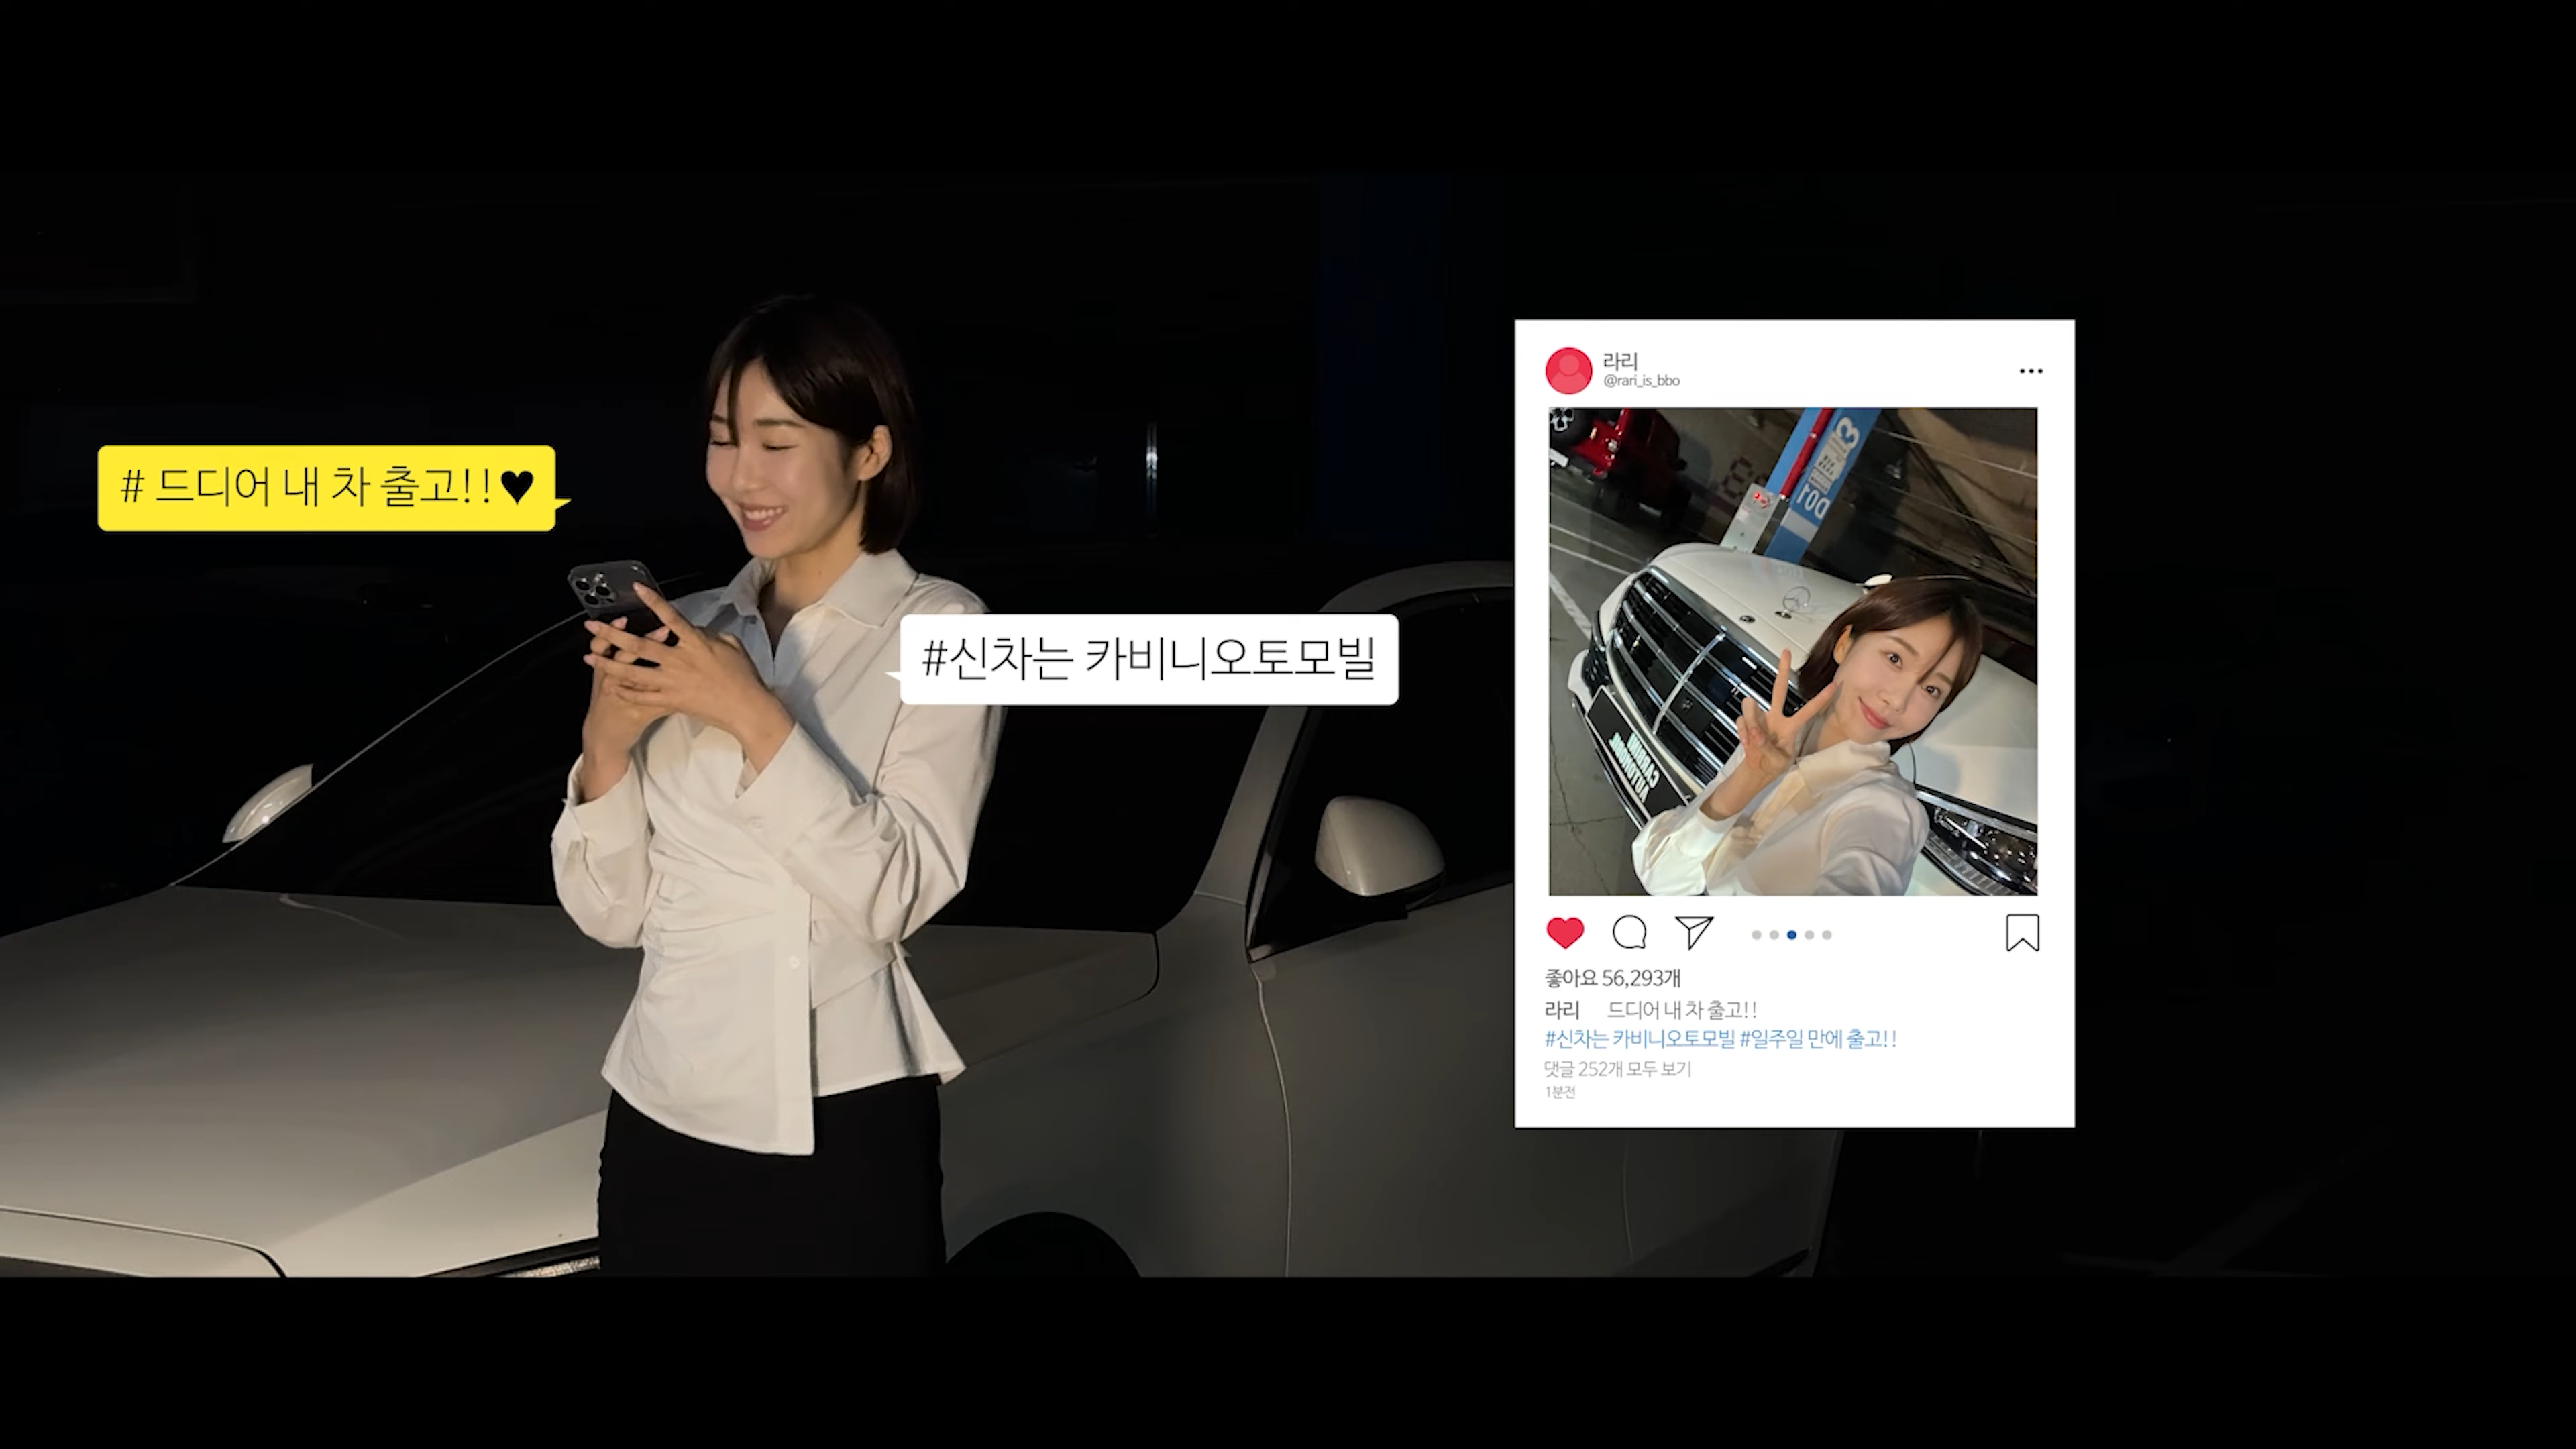 # 드디어 내 차 출고!!♥
#신차는 카비니오토모빌
라리
@rari_is_bbo
좋아요 56,293개
라리 드디어 내 차 출고!!
#신차는 카비니오토모빌 #일주일 만에 출고!!
댓글 252개 모두 보기
1분전